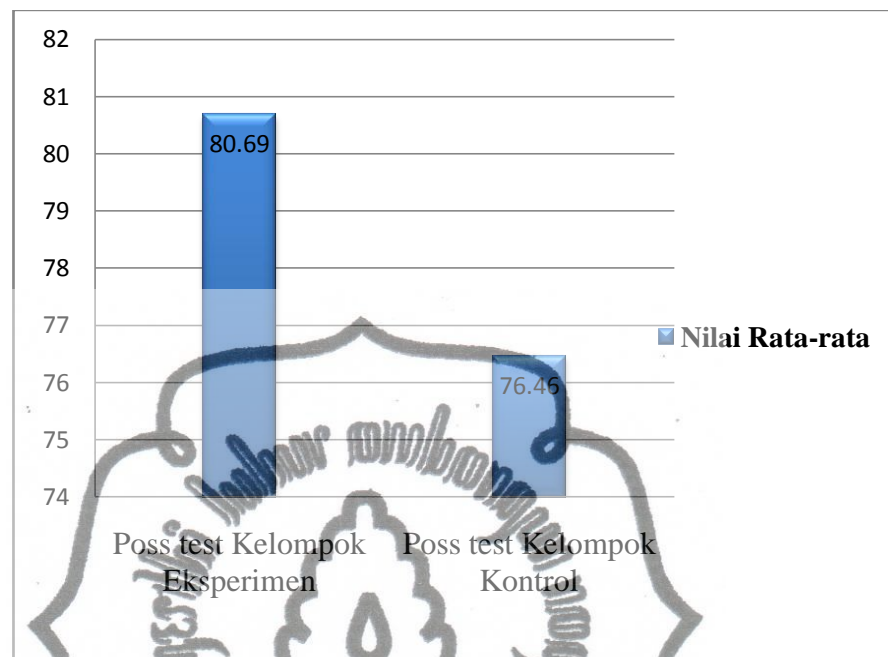 82
81
80
79
78
77
76
75
74
80.69
76.46
Nilai Rata-rata
Poss test Kelompok
Eksperimen
Poss test Kelompok
Kontrol